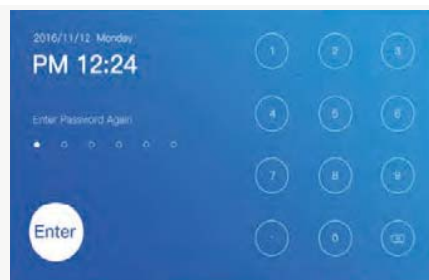 2016/11/12 Monday
PM 12:24
Enter Password Again
Enter
1 2 3
4 5 6
7 8 9
. 0